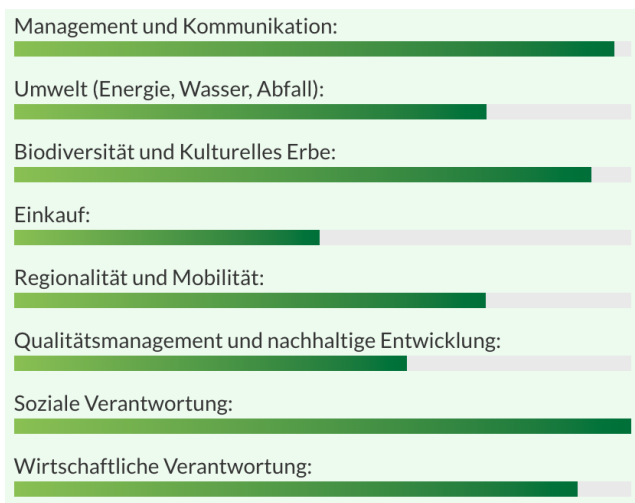 Management und Kommunikation:
Umwelt (Energie, Wasser, Abfall):
Biodiversität und Kulturelles Erbe:
Einkauf:
Regionalität und Mobilität:
Qualitätsmanagement und nachhaltige Entwicklung:
Soziale Verantwortung:
Wirtschaftliche Verantwortung: